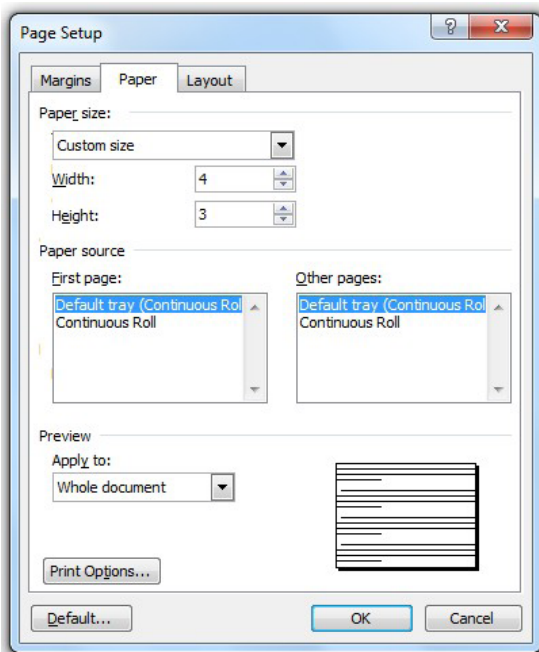 Page Setup
?
Margins Paper Layout
Paper size:
Custom size
Width: 4
Height: 3
Paper source
First page: Other pages:
Default tray (Continuous Rol Default tray (Continuous Rol
Continuous Roll Continuous Roll
Preview
Apply to:
Whole document
Print Options...
Default... OK Cancel